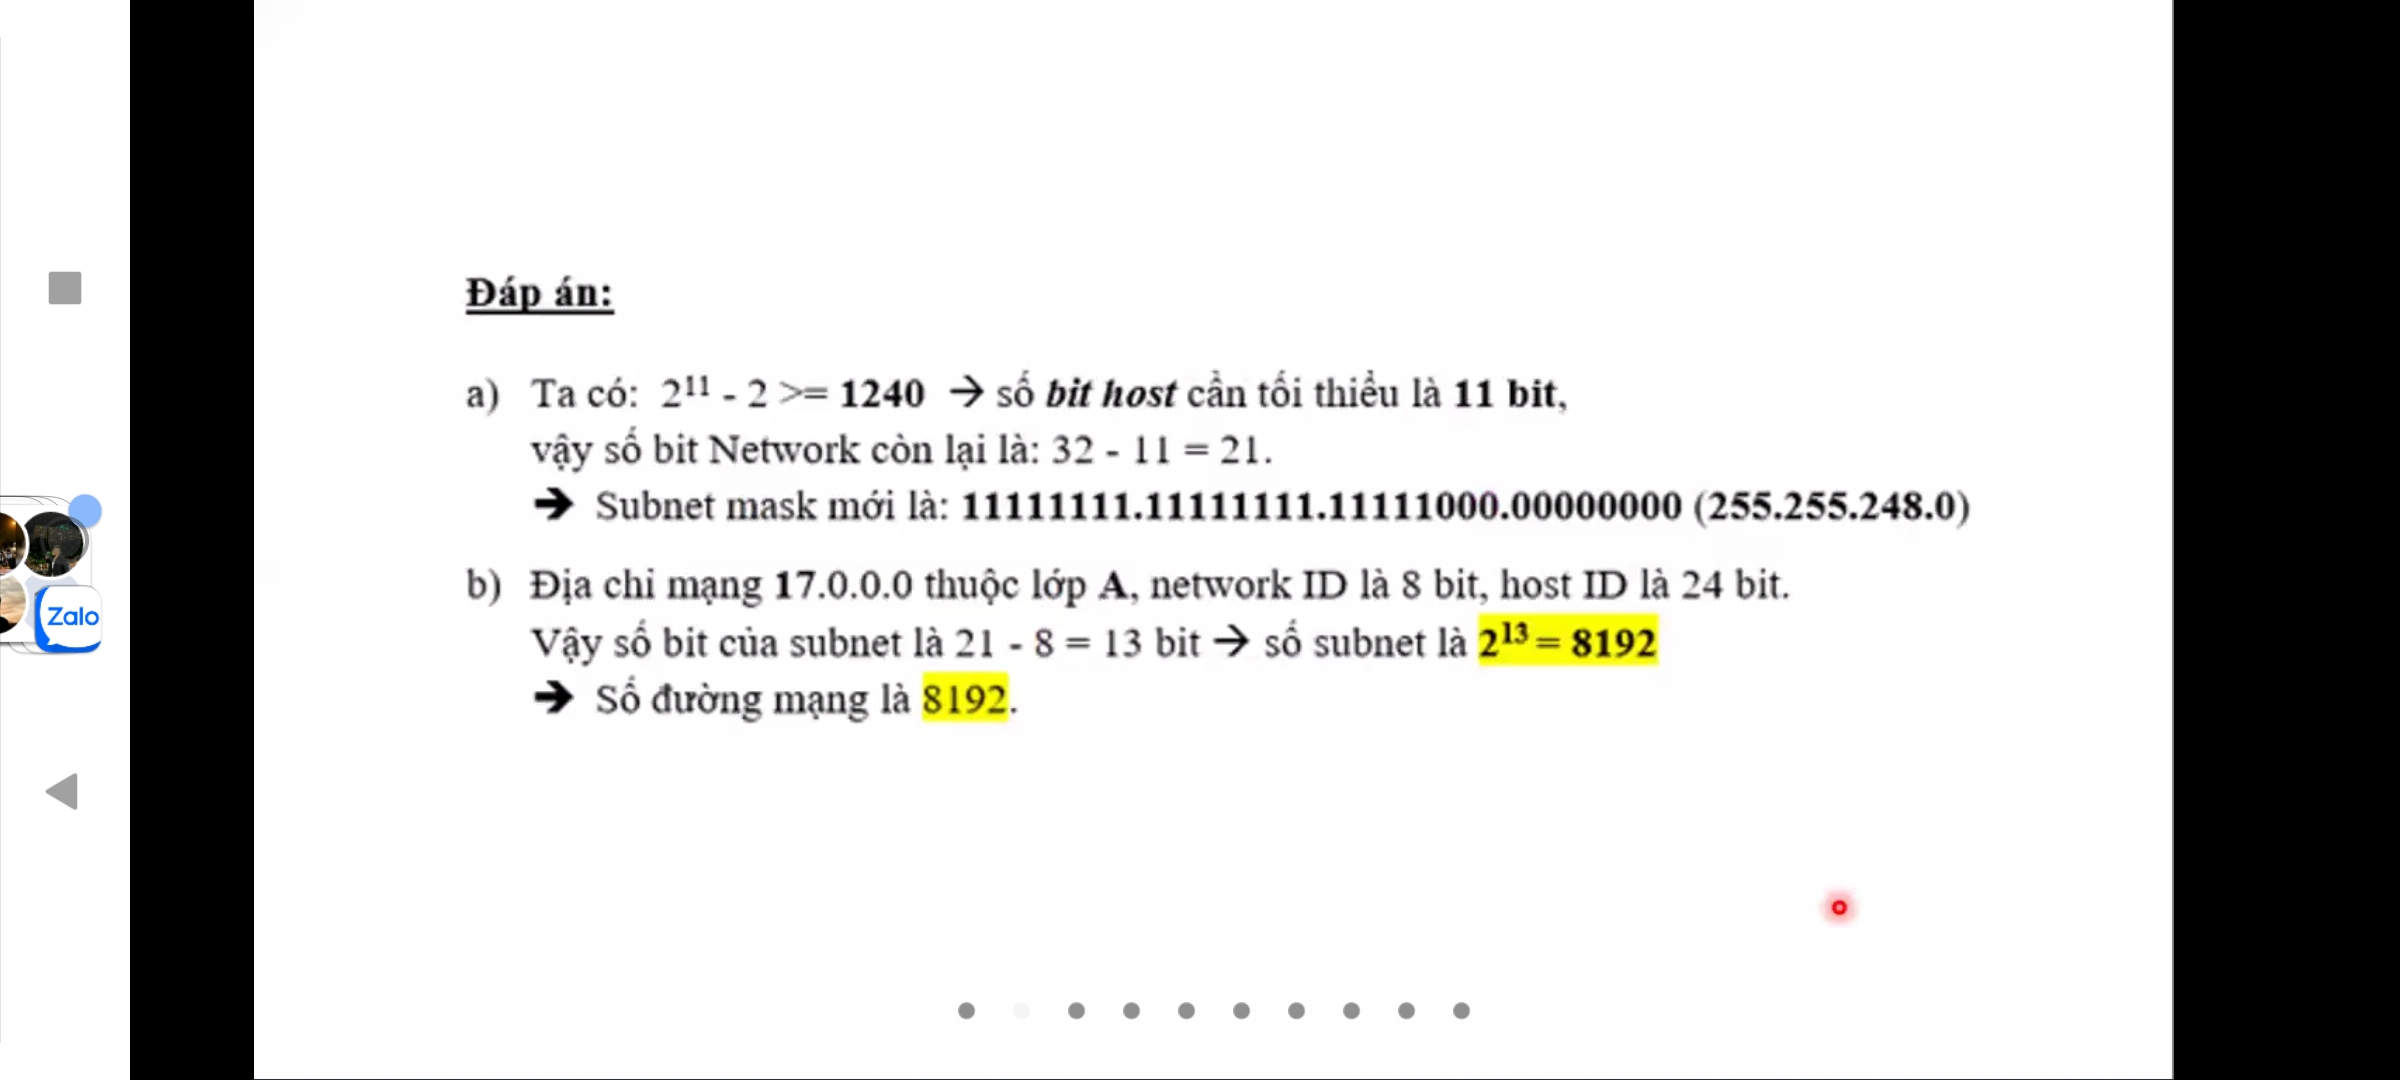 Đáp án:
a) Ta có: 2¹¹ - 2 >= 1240 → số bit host cần tối thiểu là 11 bit,
vậy số bit Network còn lại là: 32 - 11 = 21.
➔ Subnet mask mới là: 11111111.11111111.11111000.00000000 (255.255.248.0)
b) Địa chỉ mạng 17.0.0.0 thuộc lớp A, network ID là 8 bit, host ID là 24 bit.
Vậy số bit của subnet là 21 - 8 = 13 bit → số subnet là 2¹³ = 8192
➔ Số đường mạng là 8192.
Zalo